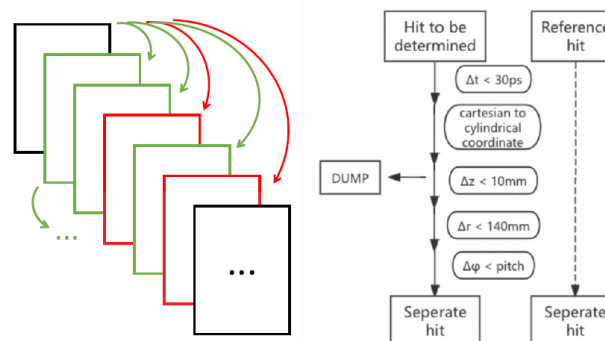 ...
...
Hit to be
determined
Reference
hit
Δt < 30ps
cartesian to
cylindrical
coordinate
DUMP
Δz < 10mm
Δr < 140mm
Δφ < pitch
Seperate
hit
Seperate
hit